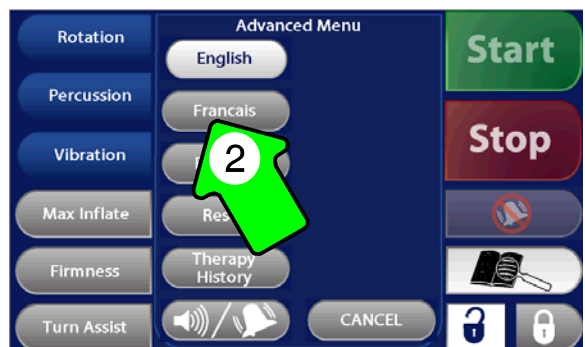 Rotation
Percussion
Vibration
Max Inflate
Firmness
Turn Assist
Advanced Menu
English
Francais
2
Therapy
History
CANCEL
Start
Stop